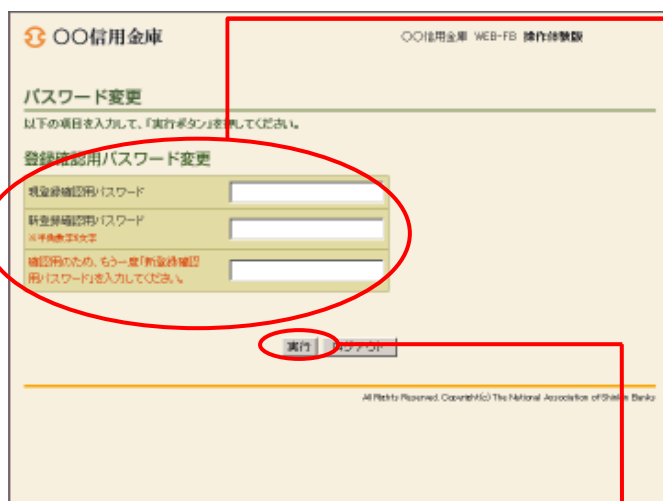 〇〇信用金庫
〇〇信用金庫 WEB-FB 操作体験版
パスワード変更
以下の項目を入力して、「実行ボタン」を押してください。
登録確認用パスワード変更
現登録確認用パスワード
新登録確認用パスワード
※半角数字6文字
確認用のため、もう一度「新登録確認
用パスワード」を入力してください。
実行 ログアウト
All Rights Reserved. Copyright(c) The National Association of Shinkin Banks